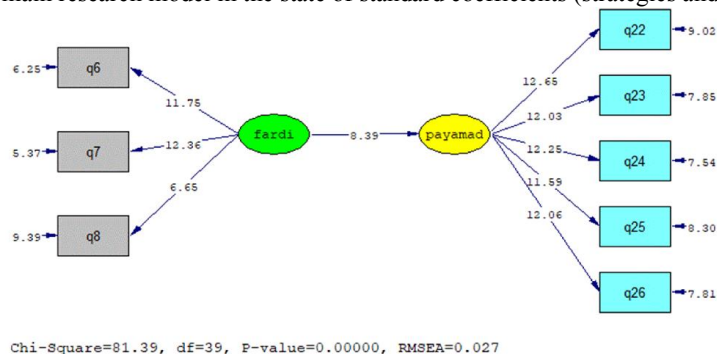 main research model in the state of standard coefficients (strategies and
q22
9.02
6.25
q6
12.65
11.75
q23
7.85
12.03
5.37
q7
12.36
fardi
8.39
payamad
12.25
q24
7.54
6.65
11.59
9.39
q8
12.06
q25
8.30
q26
7.81
Chi-Square=81.39, df=39, P-value=0.00000, RMSEA=0.027